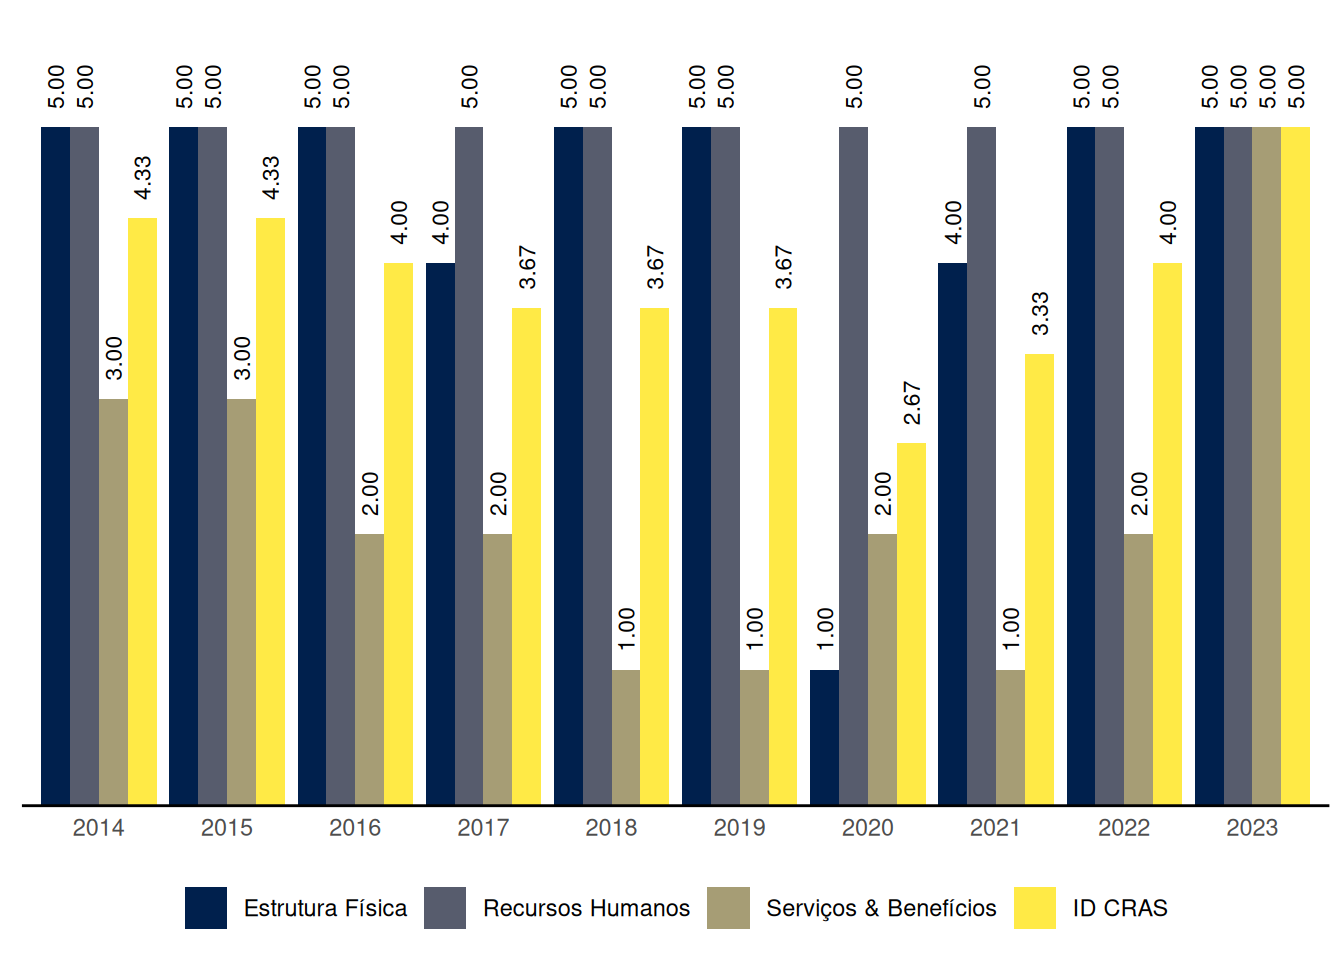 5.00 5.00 3.00 4.33 5.00 5.00 3.00 4.33 5.00 5.00 2.00 4.00 4.00 5.00 2.00 3.67 5.00 5.00 1.00 3.67 5.00 5.00 1.00 3.67 1.00 5.00 2.00 2.67 4.00 5.00 1.00 3.33 5.00 5.00 2.00 4.00 5.00 5.00 5.00 5.00
2014 2015 2016 2017 2018 2019 2020 2021 2022 2023
Estrutura Física Recursos Humanos Serviços & Benefícios ID CRAS